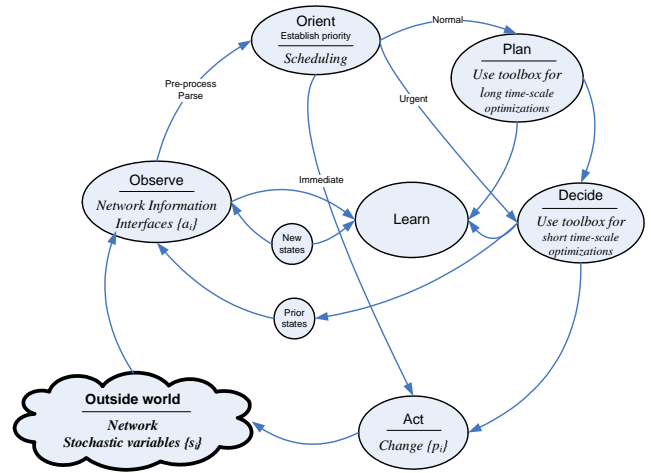 Orient
Establish priority
Scheduling
Normal
Plan
Use toolbox for
long time-scale
optimizations
Pre-process
Parse
Urgent
Immediate
Observe
Network Information
Interfaces {aᵢ}
Learn
Decide
Use toolbox for
short time-scale
optimizations
New
states
Prior
states
Outside world
Network
Stochastic variables {sᵢ}
Act
Change {pᵢ}